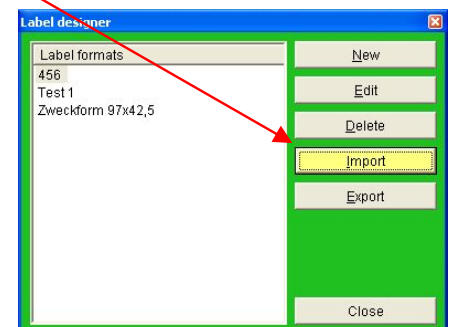 Label designer
Label formats
456
Test 1
Zweckform 97x42,5
New
Edit
Delete
Import
Export
Close